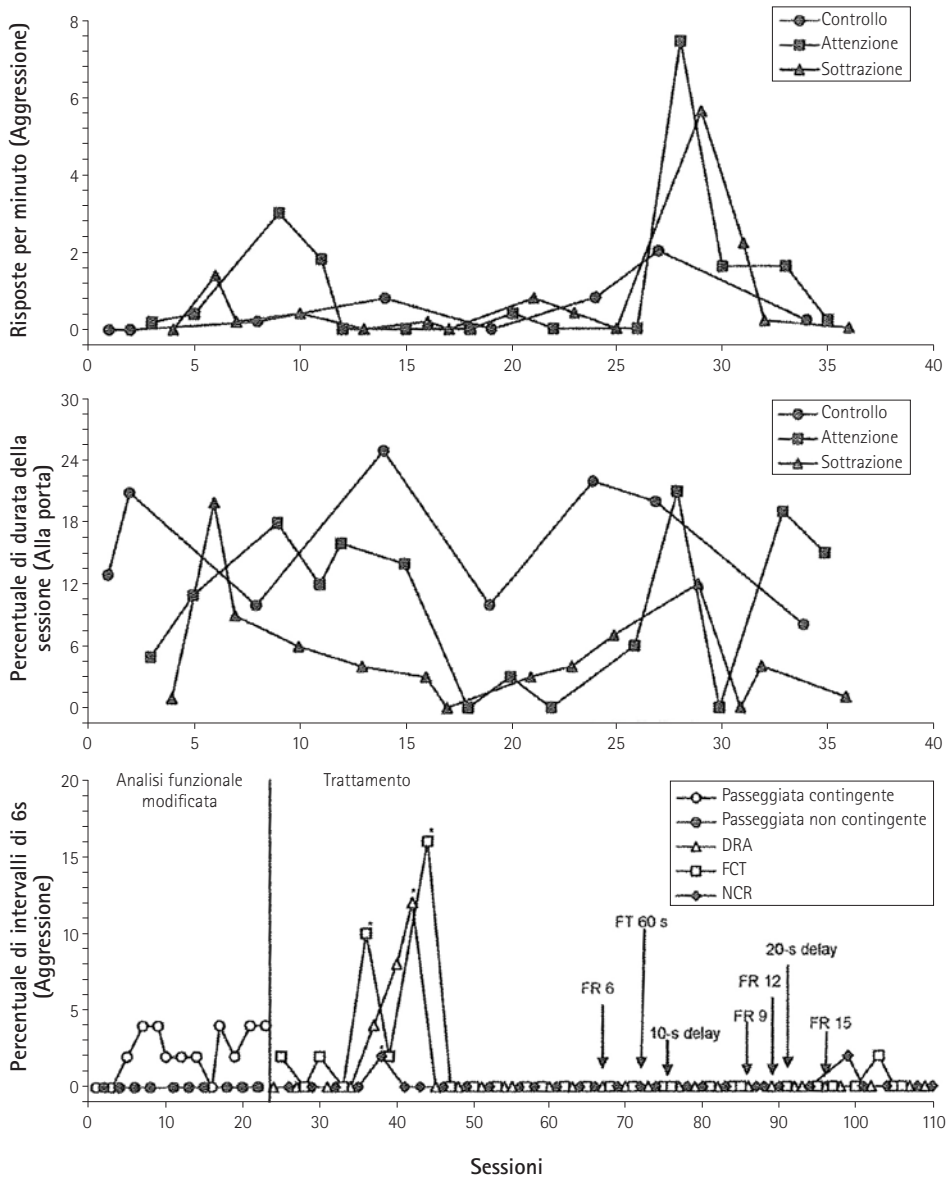 Risposte per minuto (Aggressione)
8
6
4
2
0
Controllo
Attenzione
Sottrazione
0 5 10 15 20 25 30 35 40
Percentuale di durata della
sessione (Alla porta)
30
24
18
12
6
0
Controllo
Attenzione
Sottrazione
0 5 10 15 20 25 30 35 40
Percentuale di intervalli di 6s
(Aggressione)
20
15
10
5
0
Analisi funzionale
modificata
Trattamento
Passeggiata contingente
Passeggiata non contingente
DRA
FCT
NCR
*
*
*
*
FR 6
FT 60 s
10-s delay
FR 9
FR 12
20-s delay
FR 15
0 10 20 30 40 50 60 70 80 90 100 110
Sessioni